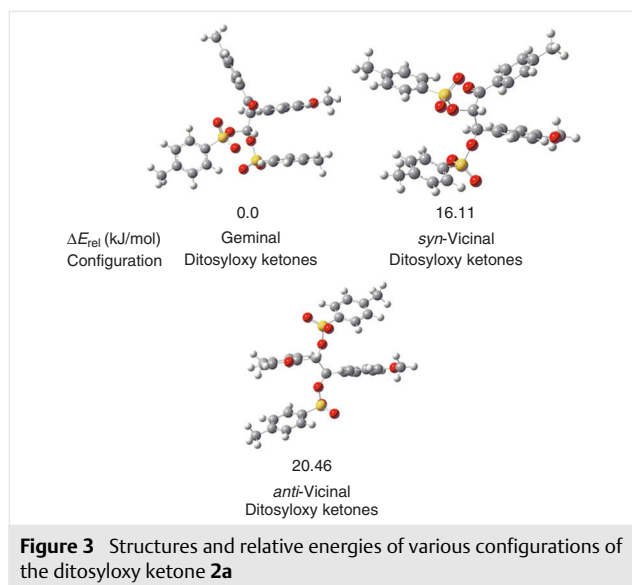 0.0
16.11
ΔE_rel (kJ/mol) Geminal syn-Vicinal
Configuration Ditosyloxy ketones Ditosyloxy ketones
20.46
anti-Vicinal
Ditosyloxy ketones
Figure 3 Structures and relative energies of various configurations of
the ditosyloxy ketone 2a